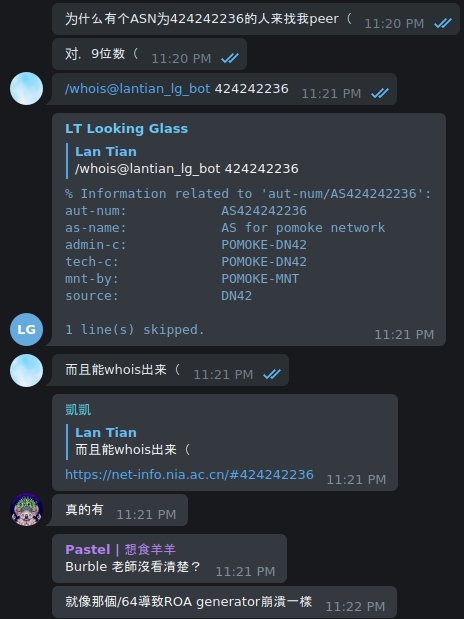 为什么有个ASN为424242236的人来找我peer（ 11:20 PM
对，9位数（ 11:20 PM
/whois@lantian_lg_bot 424242236 11:21 PM
LT Looking Glass
Lan Tian
/whois@lantian_lg_bot 424242236
% Information related to 'aut-num/AS424242236':
aut-num: AS424242236
as-name: AS for pomoke network
admin-c: POMOKE-DN42
tech-c: POMOKE-DN42
mnt-by: POMOKE-MNT
source: DN42
1 line(s) skipped.
LG 11:21 PM
而且能whois出来（ 11:21 PM
凱凱
Lan Tian
而且能whois出来（
https://net-info.nia.ac.cn/#424242236 11:21 PM
真的有 11:21 PM
Pastel | 想食羊羊
Burble 老師沒看清楚？ 11:21 PM
就像那個/64導致ROA generator崩潰一樣 11:22 PM